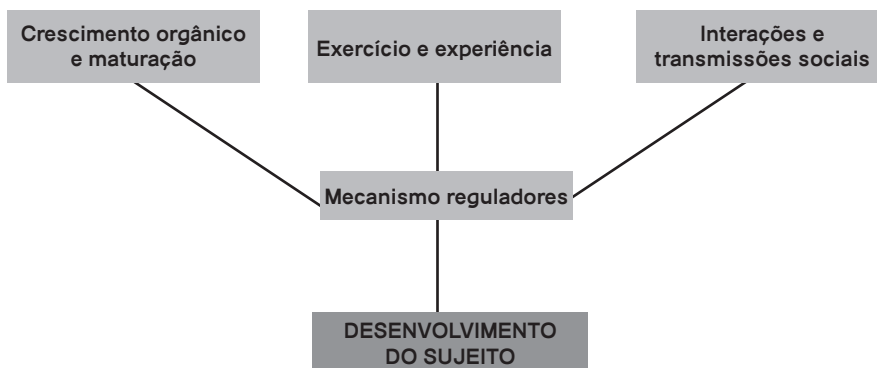 Crescimento orgânico
e maturação
Exercício e experiência
Interações e
transmissões sociais
Mecanismo reguladores
DESENVOLVIMENTO
DO SUJEITO